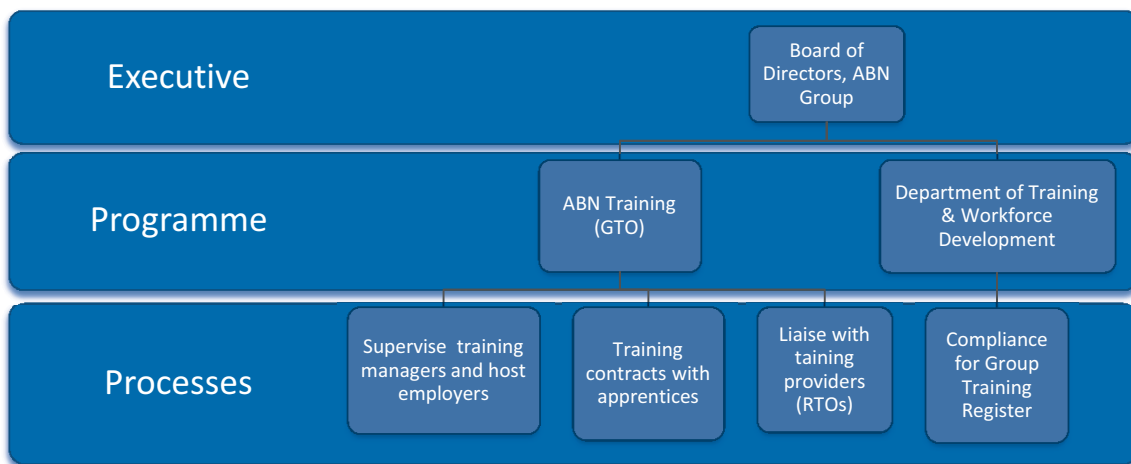 Executive
Board of
Directors, ABN
Group
Programme
ABN Training
(GTO)
Department of Training
& Workforce
Development
Processes
Supervise training
managers and host
employers
Training
contracts with
apprentices
Liaise with
taining
providers
(RTOs)
Compliance
for Group
Training
Register